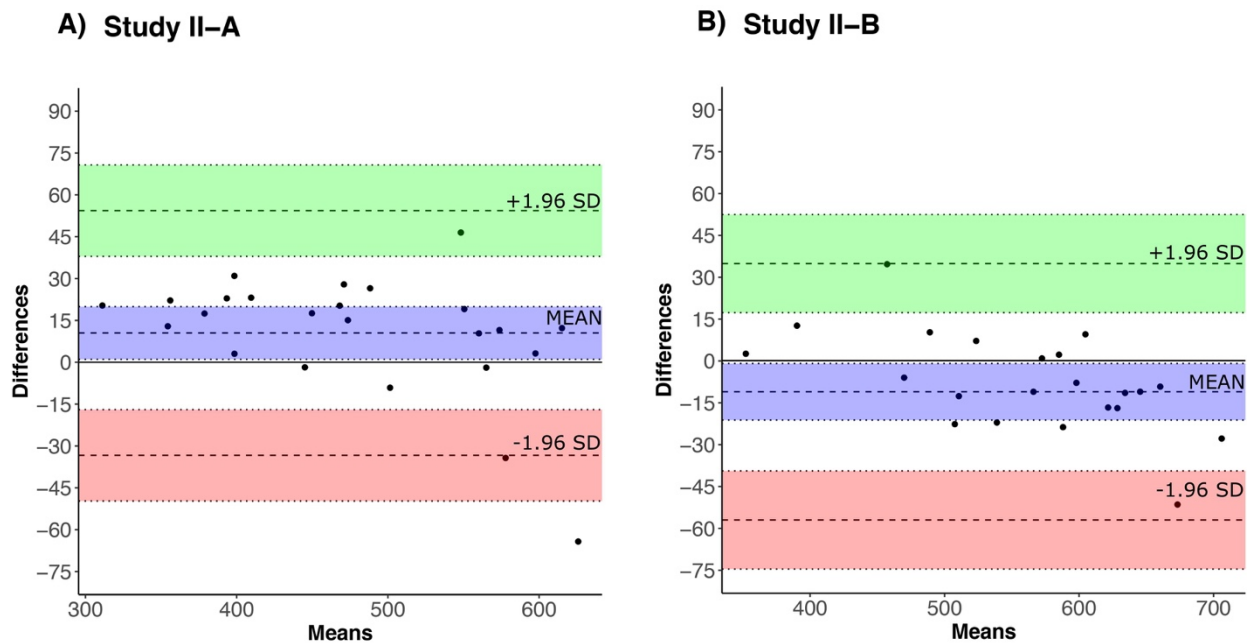 A) Study II–A
90
75
60
45
30
15
0
−15
−30
−45
−60
−75
Differences
+1.96 SD
MEAN
-1.96 SD
300
400
500
600
Means
B) Study II–B
90
75
60
45
30
15
0
−15
−30
−45
−60
−75
Differences
+1.96 SD
MEAN
-1.96 SD
400
500
600
700
Means